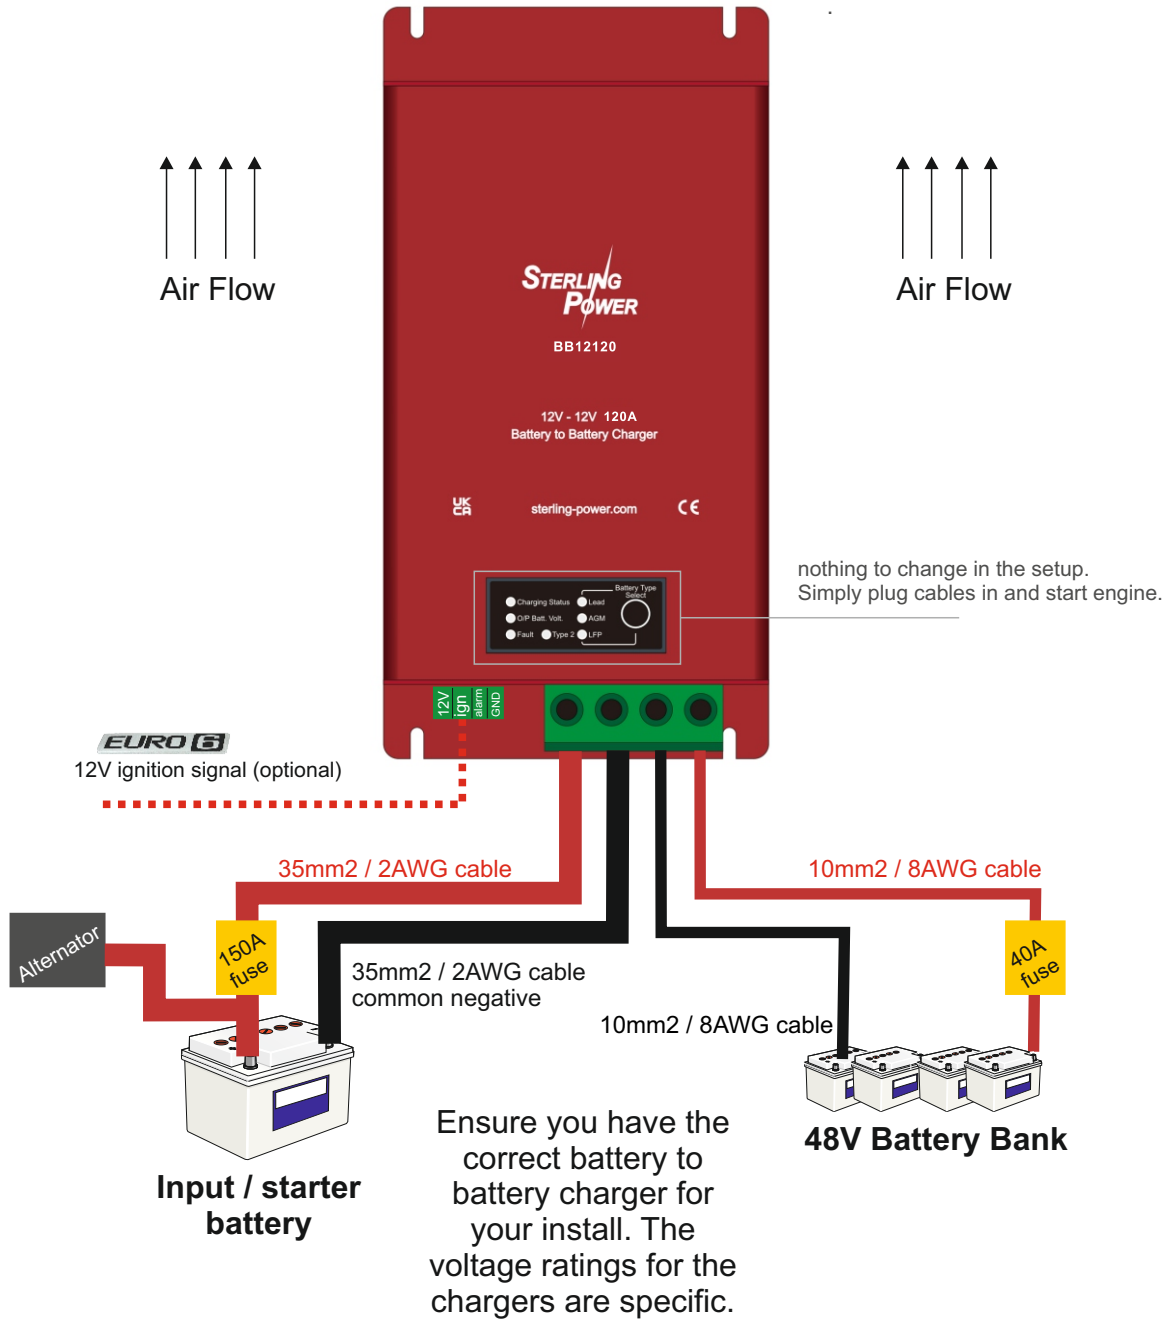 Air Flow
Air Flow
STERLING
POWER
BB12120
12V - 12V 120A
Battery to Battery Charger
UK
CA
sterling-power.com
CE
nothing to change in the setup.
Simply plug cables in and start engine.
Battery Type
Select
Charging Status
Lead
O/P Batt. Volt.
AGM
Fault
Type 2
LFP
12V
ign
alarm
GND
EURO 6
12V ignition signal (optional)
35mm2 / 2AWG cable
10mm2 / 8AWG cable
Alternator
150A
fuse
40A
fuse
35mm2 / 2AWG cable
common negative
10mm2 / 8AWG cable
48V Battery Bank
Input / starter
battery
Ensure you have the
correct battery to
battery charger for
your install. The
voltage ratings for the
chargers are specific.